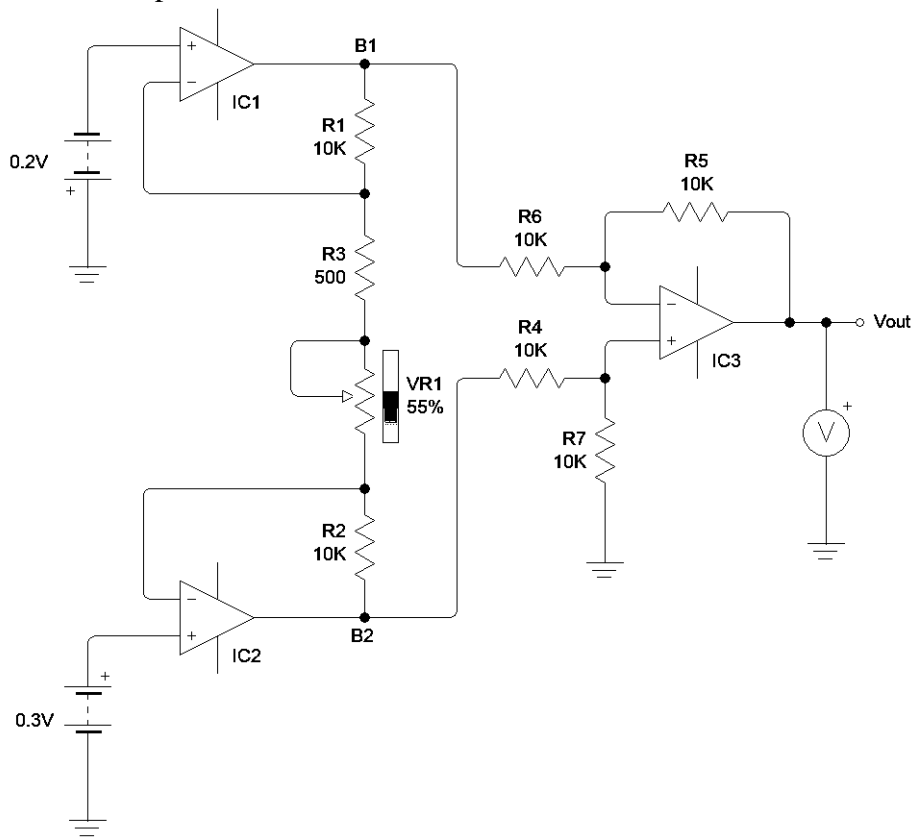 B1
+
−
IC1
R1
10K
0.2V
+
R5
10K
R6
10K
R3
500
−
+
Vout
IC3
R4
10K
VR1
55%
+
V
R7
10K
R2
10K
−
+
B2
IC2
+
0.3V